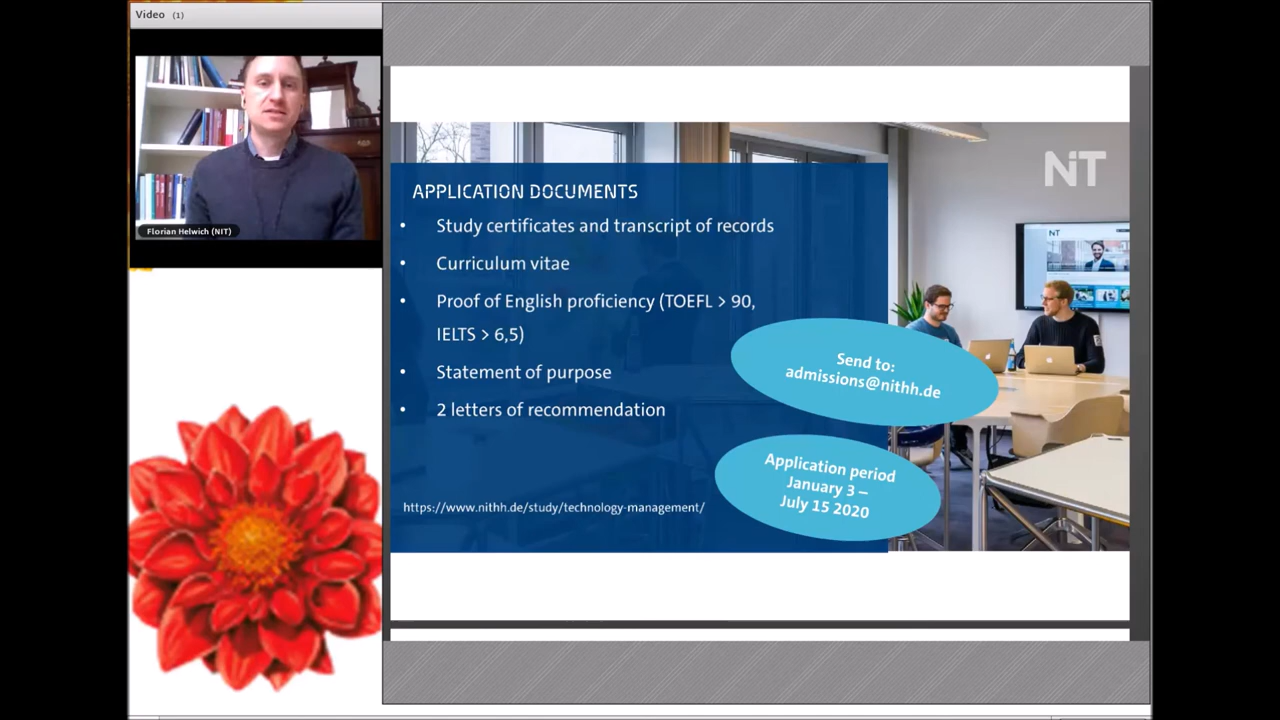 Video (1)
Florian Helwich (NIT)
NiT
APPLICATION DOCUMENTS
• Study certificates and transcript of records
• Curriculum vitae
• Proof of English proficiency (TOEFL > 90,
IELTS > 6,5)
• Statement of purpose
• 2 letters of recommendation
Send to:
admissions@nithh.de
Application period
January 3 –
July 15 2020
https://www.nithh.de/study/technology-management/
NiT